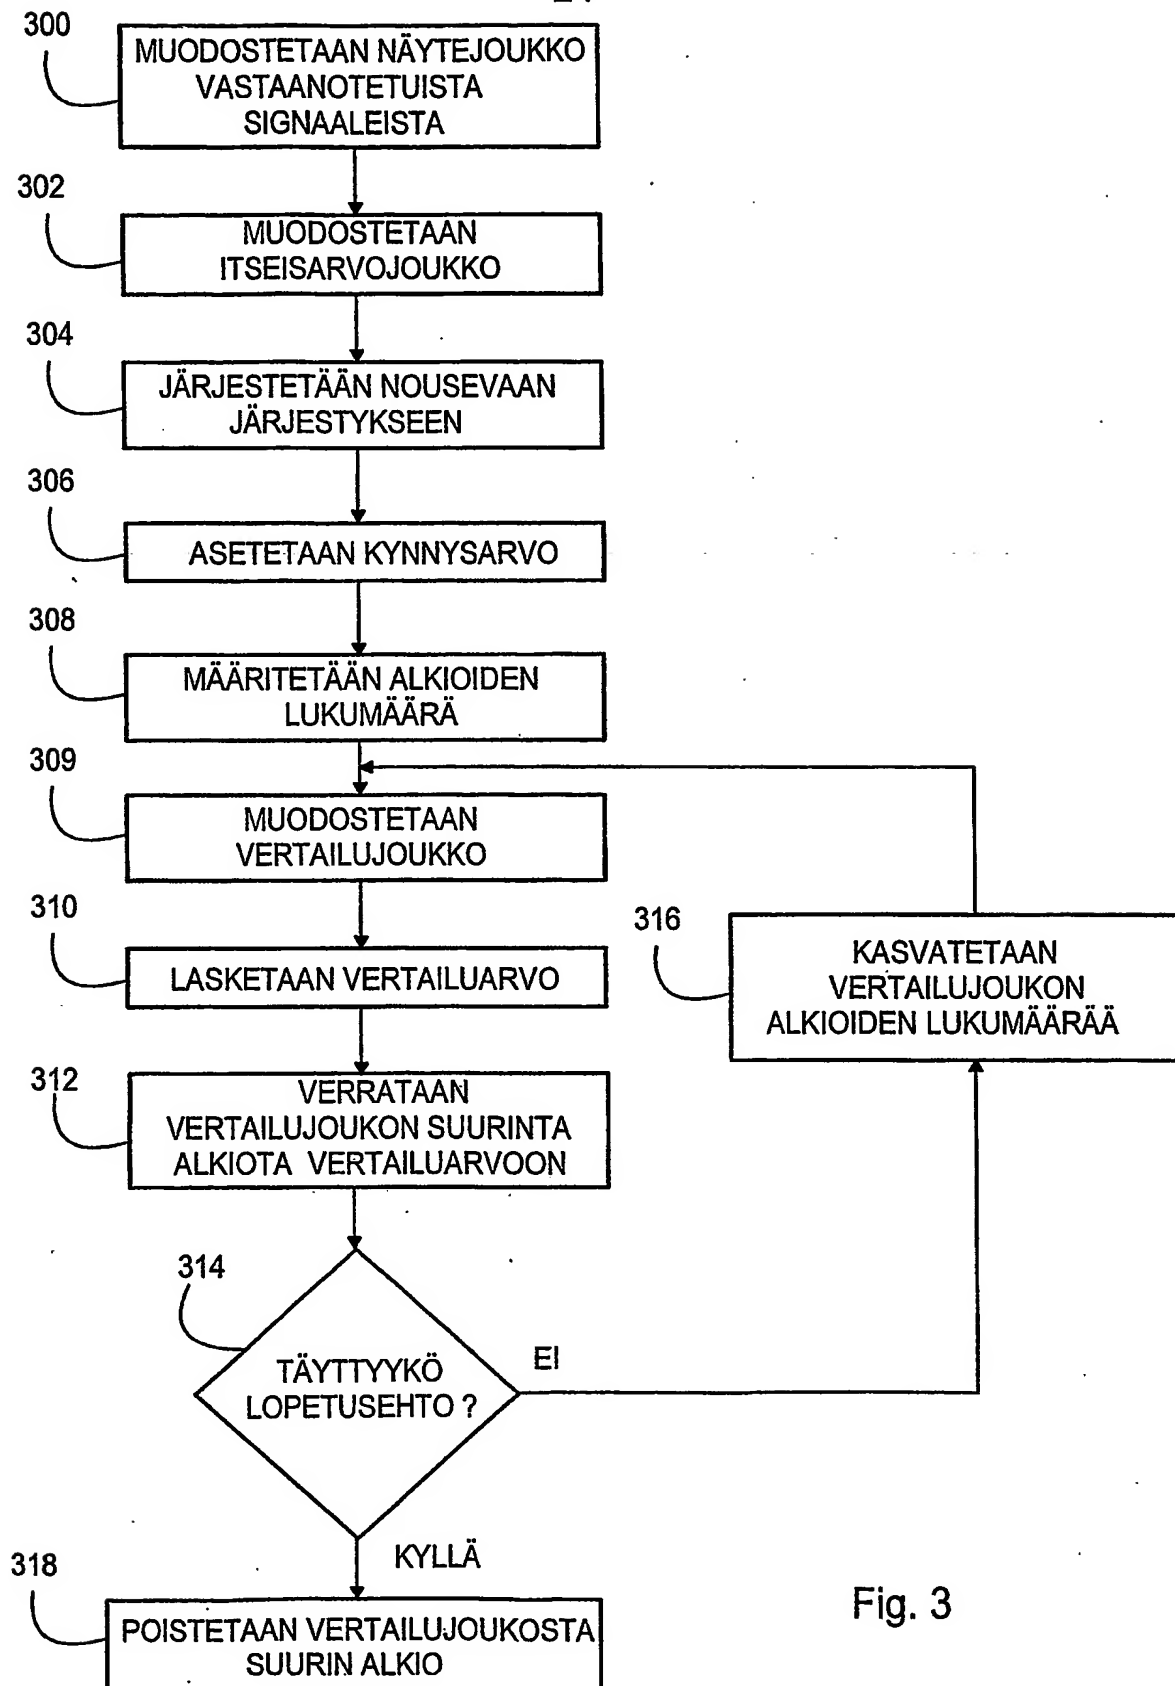 300
MUODOSTETAAN NÄYTEJOUKKO
VASTAANOTETUISTA
SIGNAALEISTA
302
MUODOSTETAAN
ITSEISARVOJOUKKO
304
JÄRJESTETÄÄN NOUSEVAAN
JÄRJESTYKSEEN
306
ASETETAAN KYNNYSARVO
308
MÄÄRITETÄÄN ALKIOIDEN
LUKUMÄÄRÄ
309
MUODOSTETAAN
VERTAILUJOUKKO
310
LASKETAAN VERTAILUARVO
316
KASVATETAAN
VERTAILUJOUKON
ALKIOIDEN LUKUMÄÄRÄÄ
312
VERRATAAN
VERTAILUJOUKON SUURINTA
ALKIOTA VERTAILUARVOON
314
TÄYTTYYKÖ
LOPETUSEHTO ?
EI
KYLLÄ
318
POISTETAAN VERTAILUJOUKOSTA
SUURIN ALKIO
Fig. 3